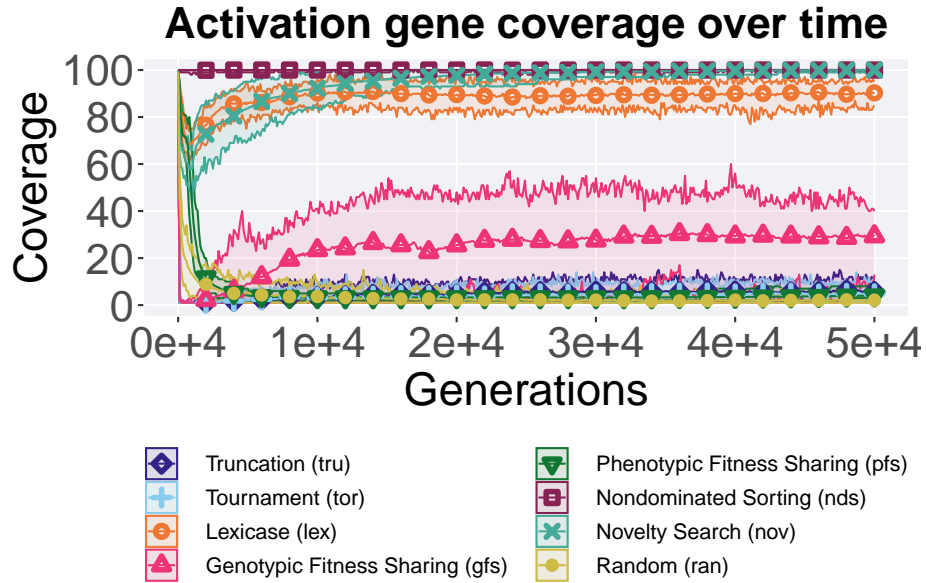 Activation gene coverage over time
Coverage
100
80
60
40
20
0
0e+4 1e+4 2e+4 3e+4 4e+4 5e+4
Generations
Truncation (tru)
Tournament (tor)
Lexicase (lex)
Genotypic Fitness Sharing (gfs)
Phenotypic Fitness Sharing (pfs)
Nondominated Sorting (nds)
Novelty Search (nov)
Random (ran)